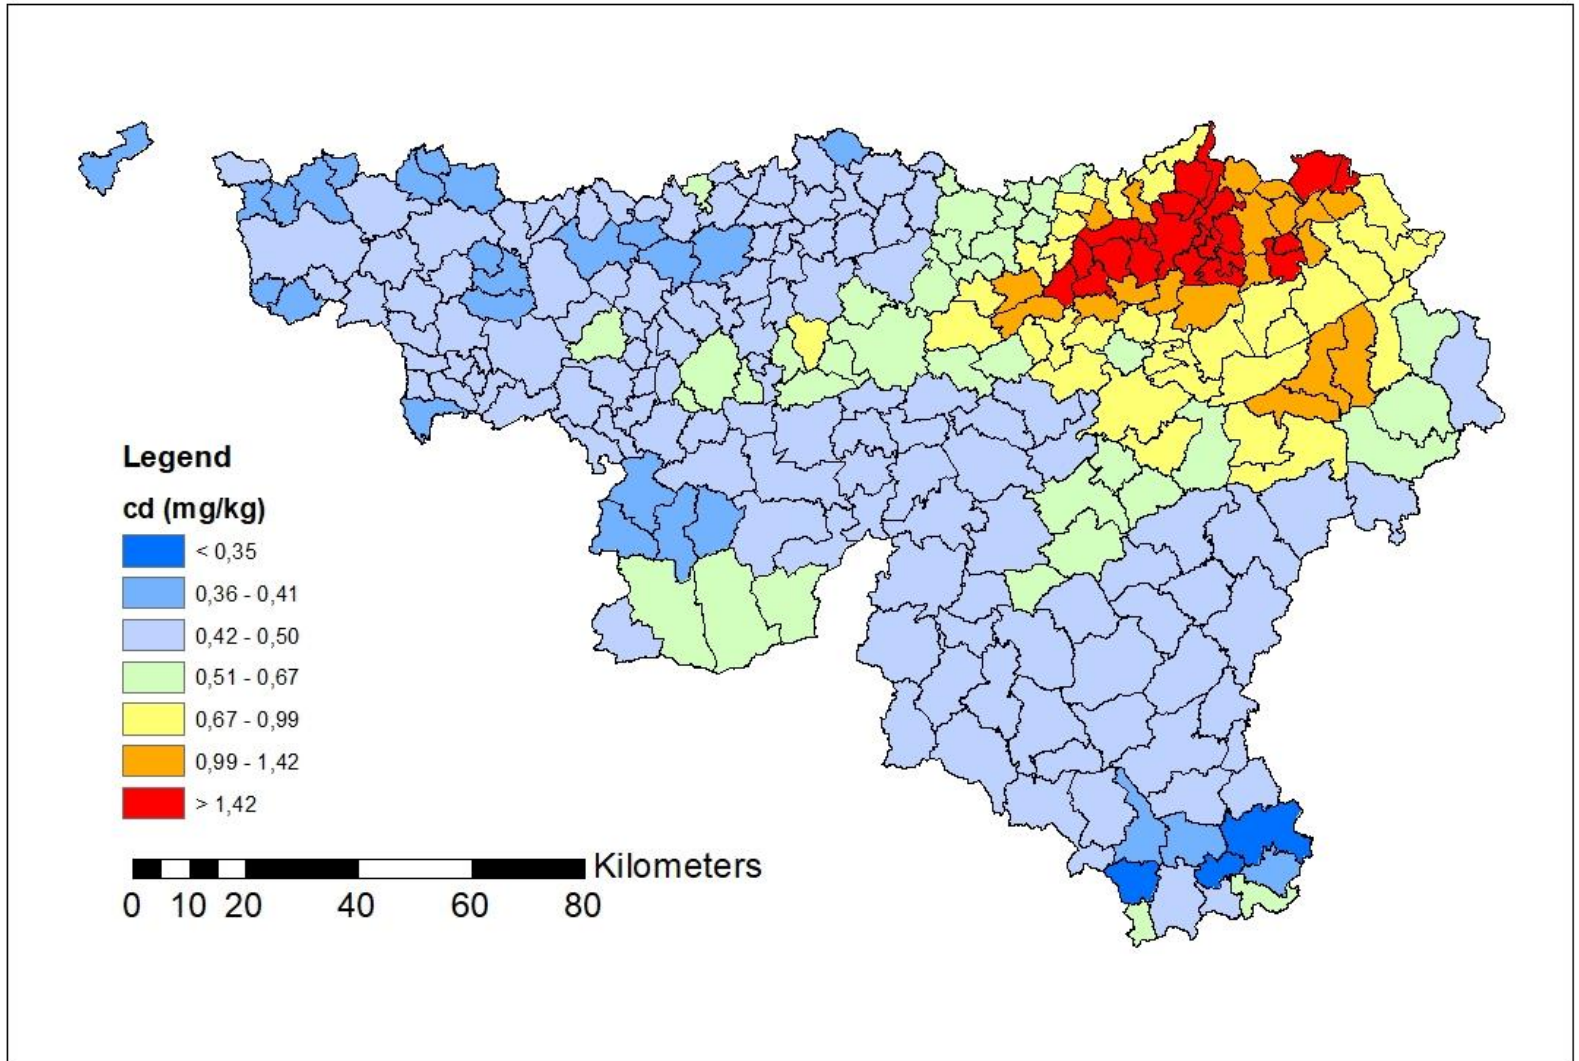 Legend
cd (mg/kg)
< 0,35
0,36 - 0,41
0,42 - 0,50
0,51 - 0,67
0,67 - 0,99
0,99 - 1,42
> 1,42
Kilometers
0 10 20 40 60 80